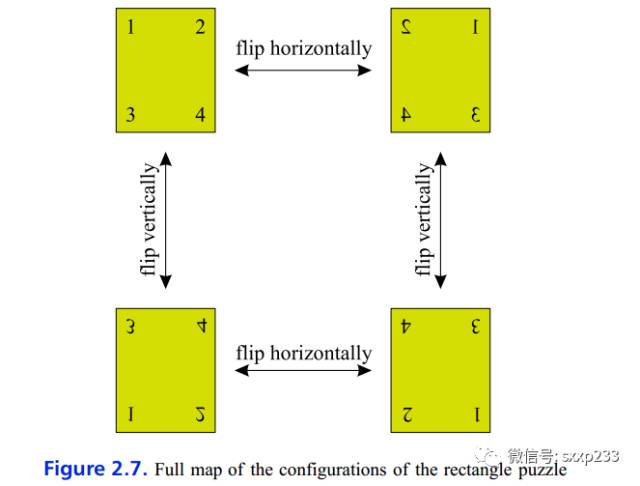 1 2 2 1
flip horizontally
3 4 4 3
flip vertically flip vertically
3 4 4 3
flip horizontally
1 2 2 1
微信号: sxxp233
Figure 2.7. Full map of the configurations of the rectangle puzzle